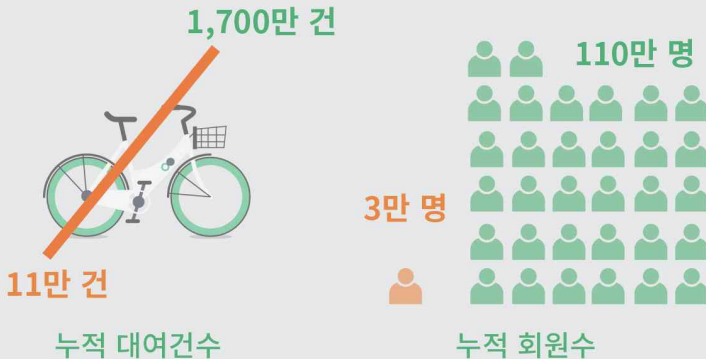 1,700만 건
110만 명
3만 명
11만 건
누적 대여건수
누적 회원수